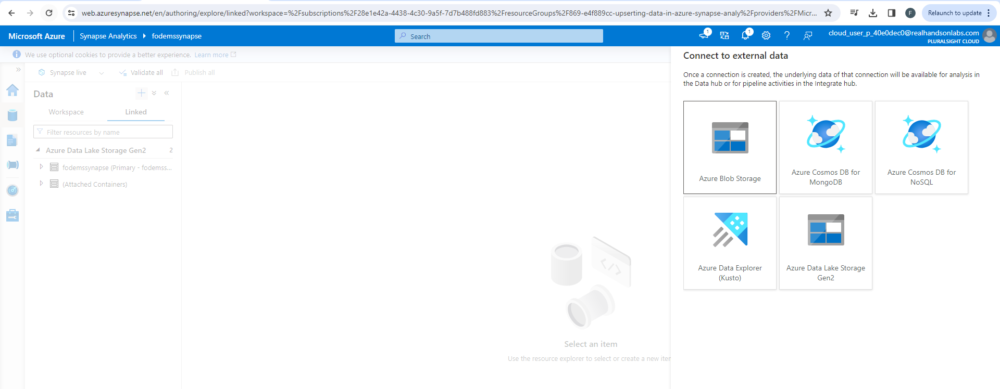 web.azuresynapse.net/en/authoring/explore/linked?workspace=%2Fsubscriptions%2F28e1e42a-4438-4c30-9a5f-7d7b488fd883%2FresourceGroups%2F869-e4f889cc-upserting-data-in-azure-synapse-analy%2Fproviders%2FMicr...
F
Relaunch to update
Microsoft Azure
Synapse Analytics
fodemssynapse
Search
1
1
cloud_user_p_40e0dec0@realhandsonlabs.com
PLURALSIGHT CLOUD
We use optional cookies to provide a better experience. Learn more
Synapse live
Validate all
Publish all
Data
Workspace
Linked
Filter resources by name
Azure Data Lake Storage Gen2 2
fodemssynapse (Primary - fodemss...
(Attached Containers)
Select an item
Use the resource explorer to select or create a new iter
Connect to external data
Once a connection is created, the underlying data of that connection will be available for analysis in
the Data hub or for pipeline activities in the Integrate hub.
Azure Blob Storage
Azure Cosmos DB for
MongoDB
Azure Cosmos DB for
NoSQL
Azure Data Explorer
(Kusto)
Azure Data Lake Storage
Gen2